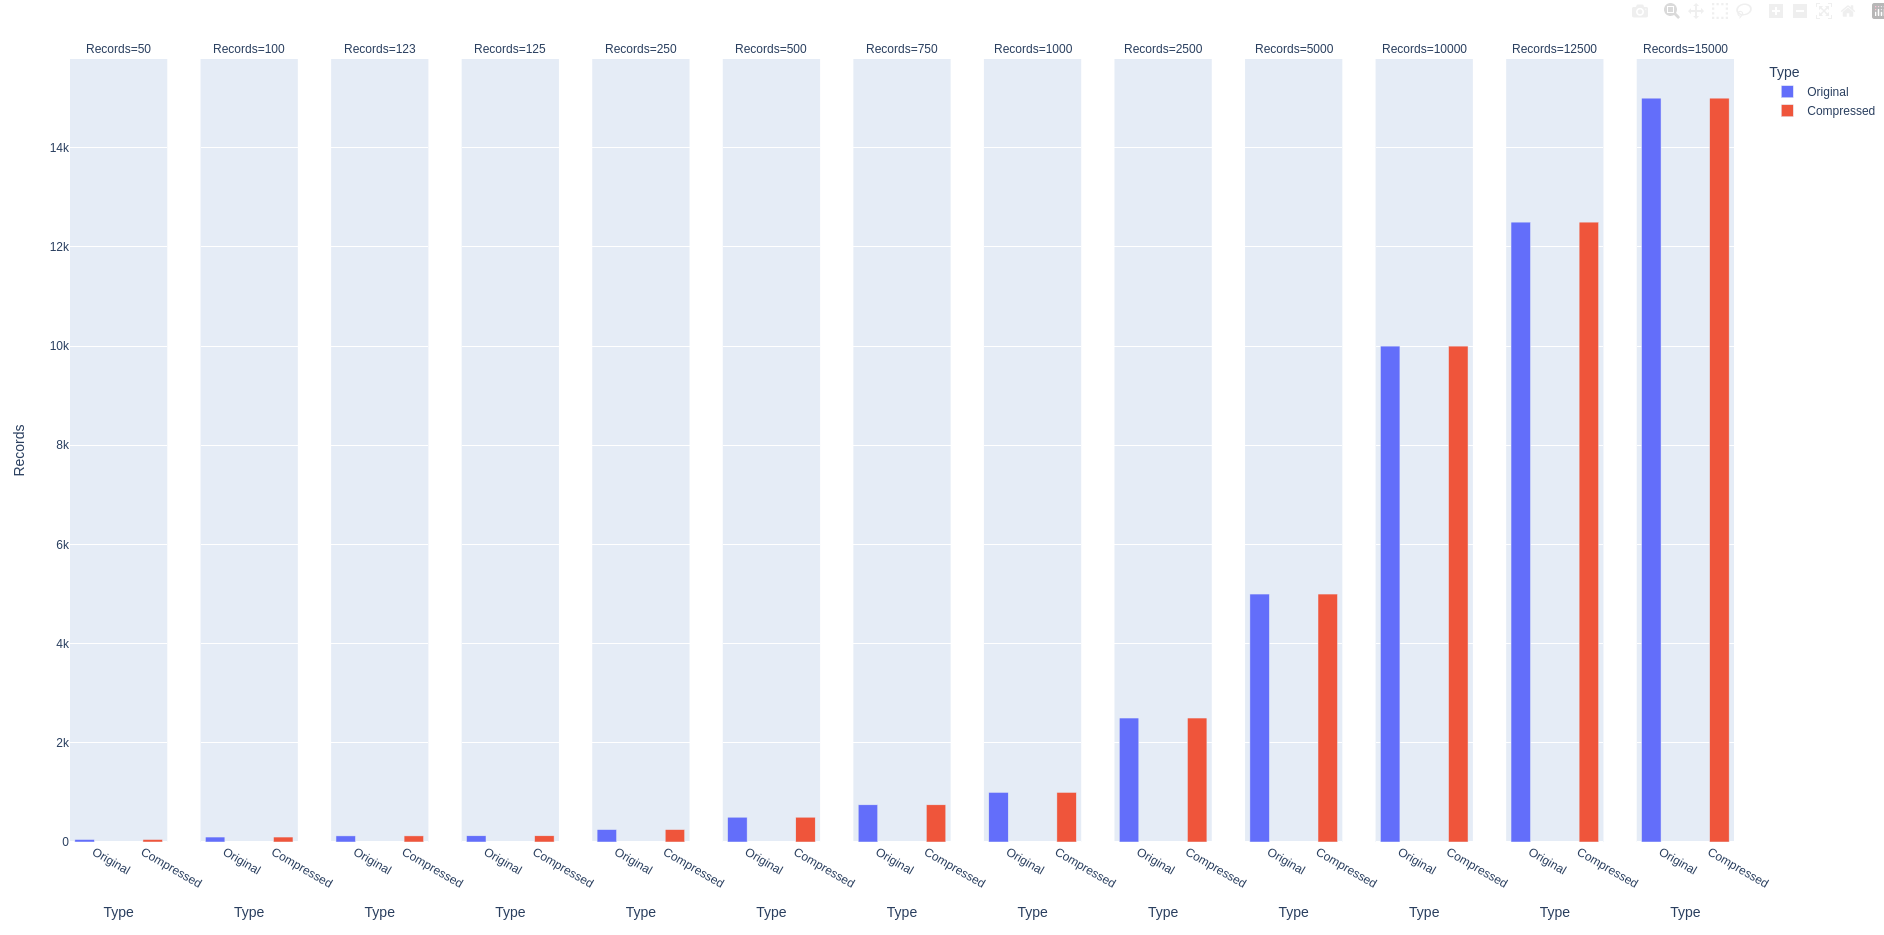 Records=50 Records=100 Records=123 Records=125 Records=250 Records=500 Records=750 Records=1000 Records=2500 Records=5000 Records=10000 Records=12500 Records=15000
Type
Original
Compressed
14k
12k
10k
8k
6k
4k
2k
0
Records
Original Compressed Original Compressed Original Compressed Original Compressed Original Compressed Original Compressed Original Compressed Original Compressed Original Compressed Original Compressed Original Compressed Original Compressed Original Compressed
Type Type Type Type Type Type Type Type Type Type Type Type Type